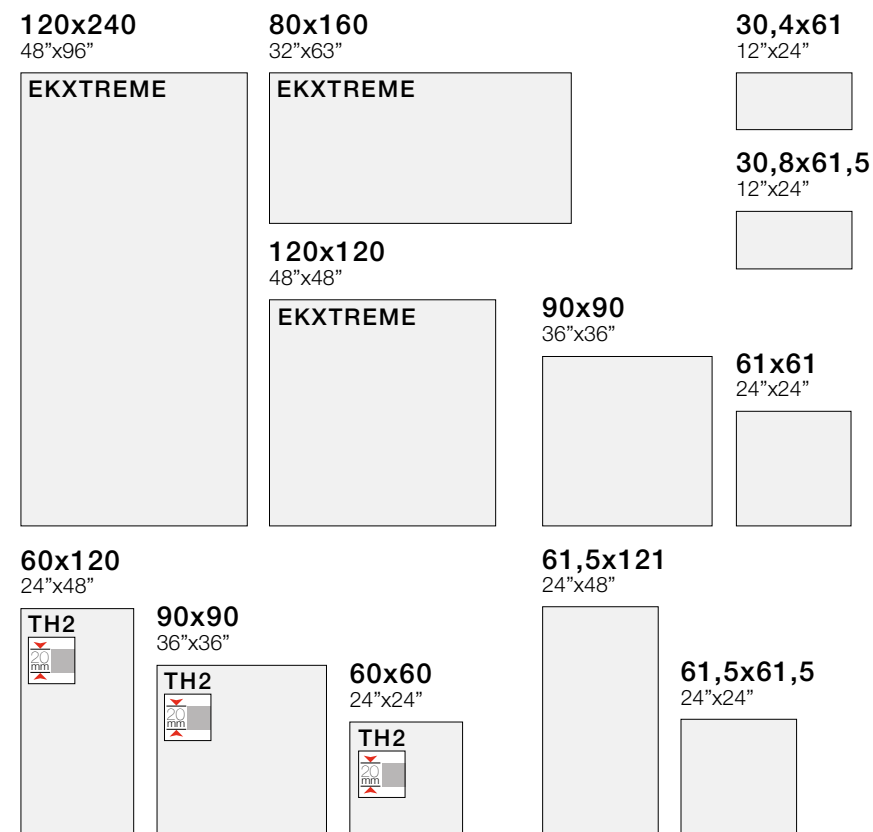 120x240
48”x96”
EKXTREME
80x160
32”x63”
EKXTREME
30,4x61
12”x24”
30,8x61,5
12”x24”
120x120
48”x48”
EKXTREME
90x90
36”x36”
61x61
24”x24”
60x120
24”x48”
TH2
20
mm
90x90
36”x36”
TH2
20
mm
60x60
24”x24”
TH2
20
mm
61,5x121
24”x48”
61,5x61,5
24”x24”